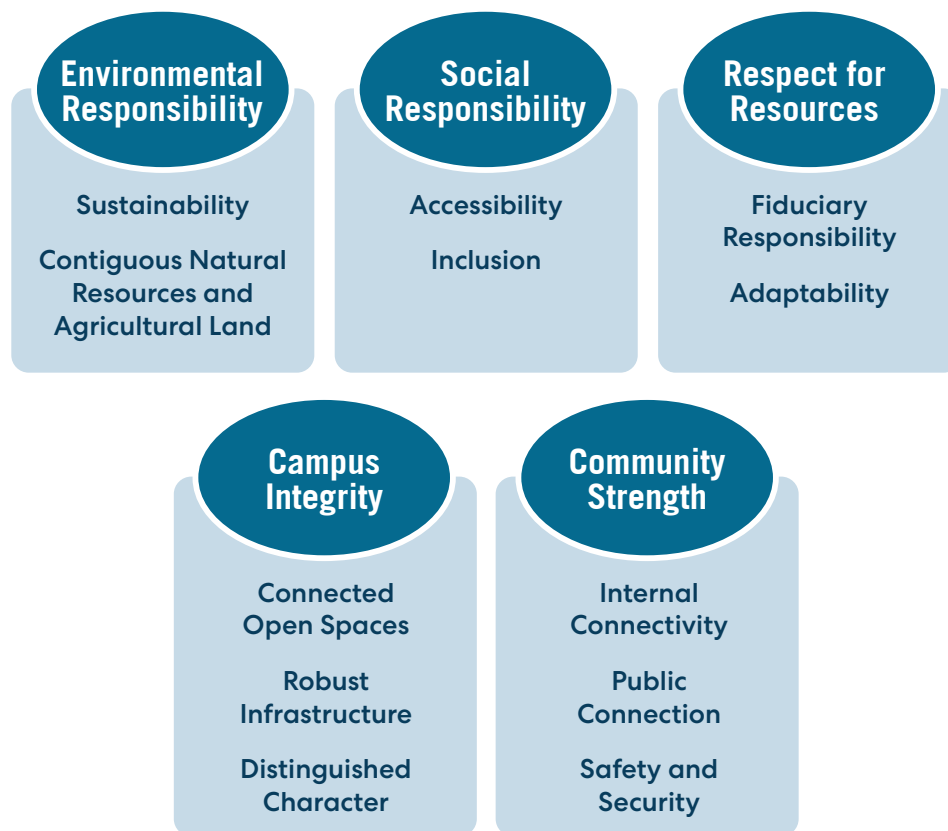 Environmental
Responsibility
Sustainability
Contiguous Natural
Resources and
Agricultural Land
Social
Responsibility
Accessibility
Inclusion
Respect for
Resources
Fiduciary
Responsibility
Adaptability
Campus
Integrity
Connected
Open Spaces
Robust
Infrastructure
Distinguished
Character
Community
Strength
Internal
Connectivity
Public
Connection
Safety and
Security